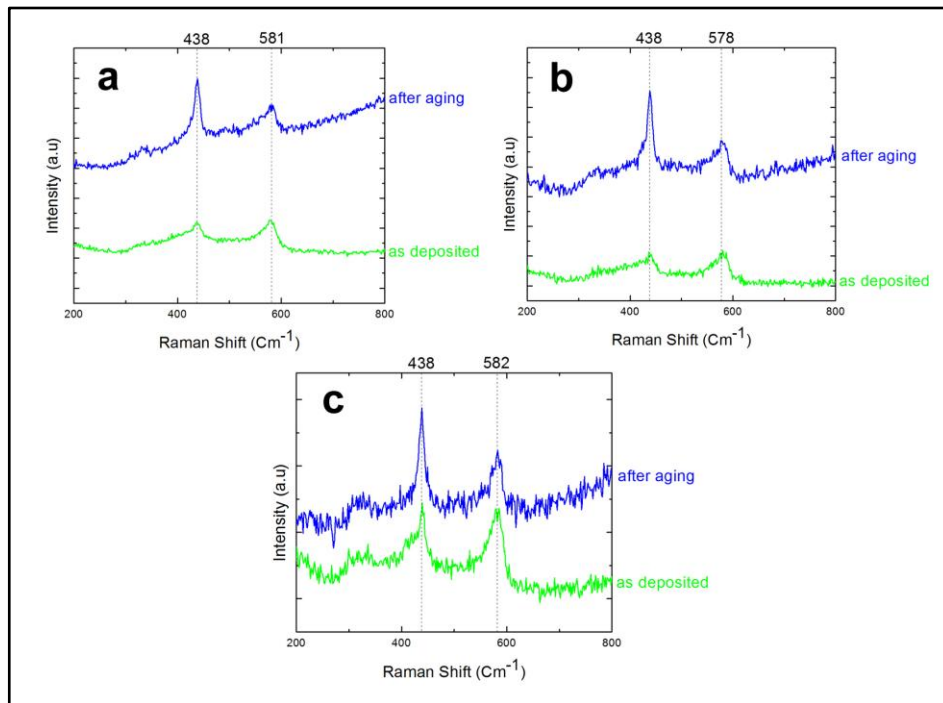 438 581
a
after aging
as deposited
Intensity (a.u)
200 400 600 800
Raman Shift (Cm-1)
438 578
b
after aging
as deposited
Intensity (a.u)
200 400 600 800
Raman Shift (Cm-1)
438 582
c
after aging
as deposited
Intensity (a.u)
200 400 600 800
Raman Shift (Cm-1)